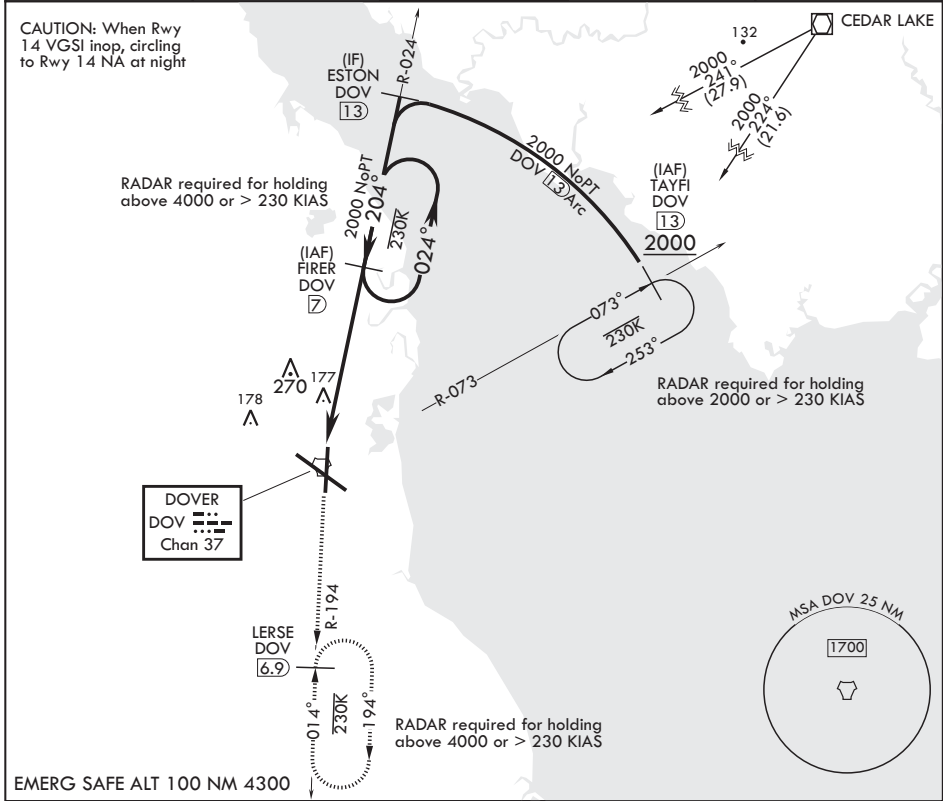 CAUTION: When Rwy
14 VGSI inop, circling
to Rwy 14 NA at night
(IF)
ESTON
DOV
13
R-024
132
CEDAR LAKE
2000
241°
(27.9)
2000
224°
(21.6)
2000 NoPT
DOV 13 Arc
(IAF)
TAYFI
DOV
13
2000
RADAR required for holding
above 4000 or > 230 KIAS
2000 NoPT
204°
230K
024°
(IAF)
FIRER
DOV
7
073°
230K
253°
R-073
RADAR required for holding
above 2000 or > 230 KIAS
270
177
178
DOVER
DOV
Chan 37
R-194
LERSE
DOV
6.9
014°
230K
194°
RADAR required for holding
above 4000 or > 230 KIAS
MSA DOV 25 NM
1700
EMERG SAFE ALT 100 NM 4300